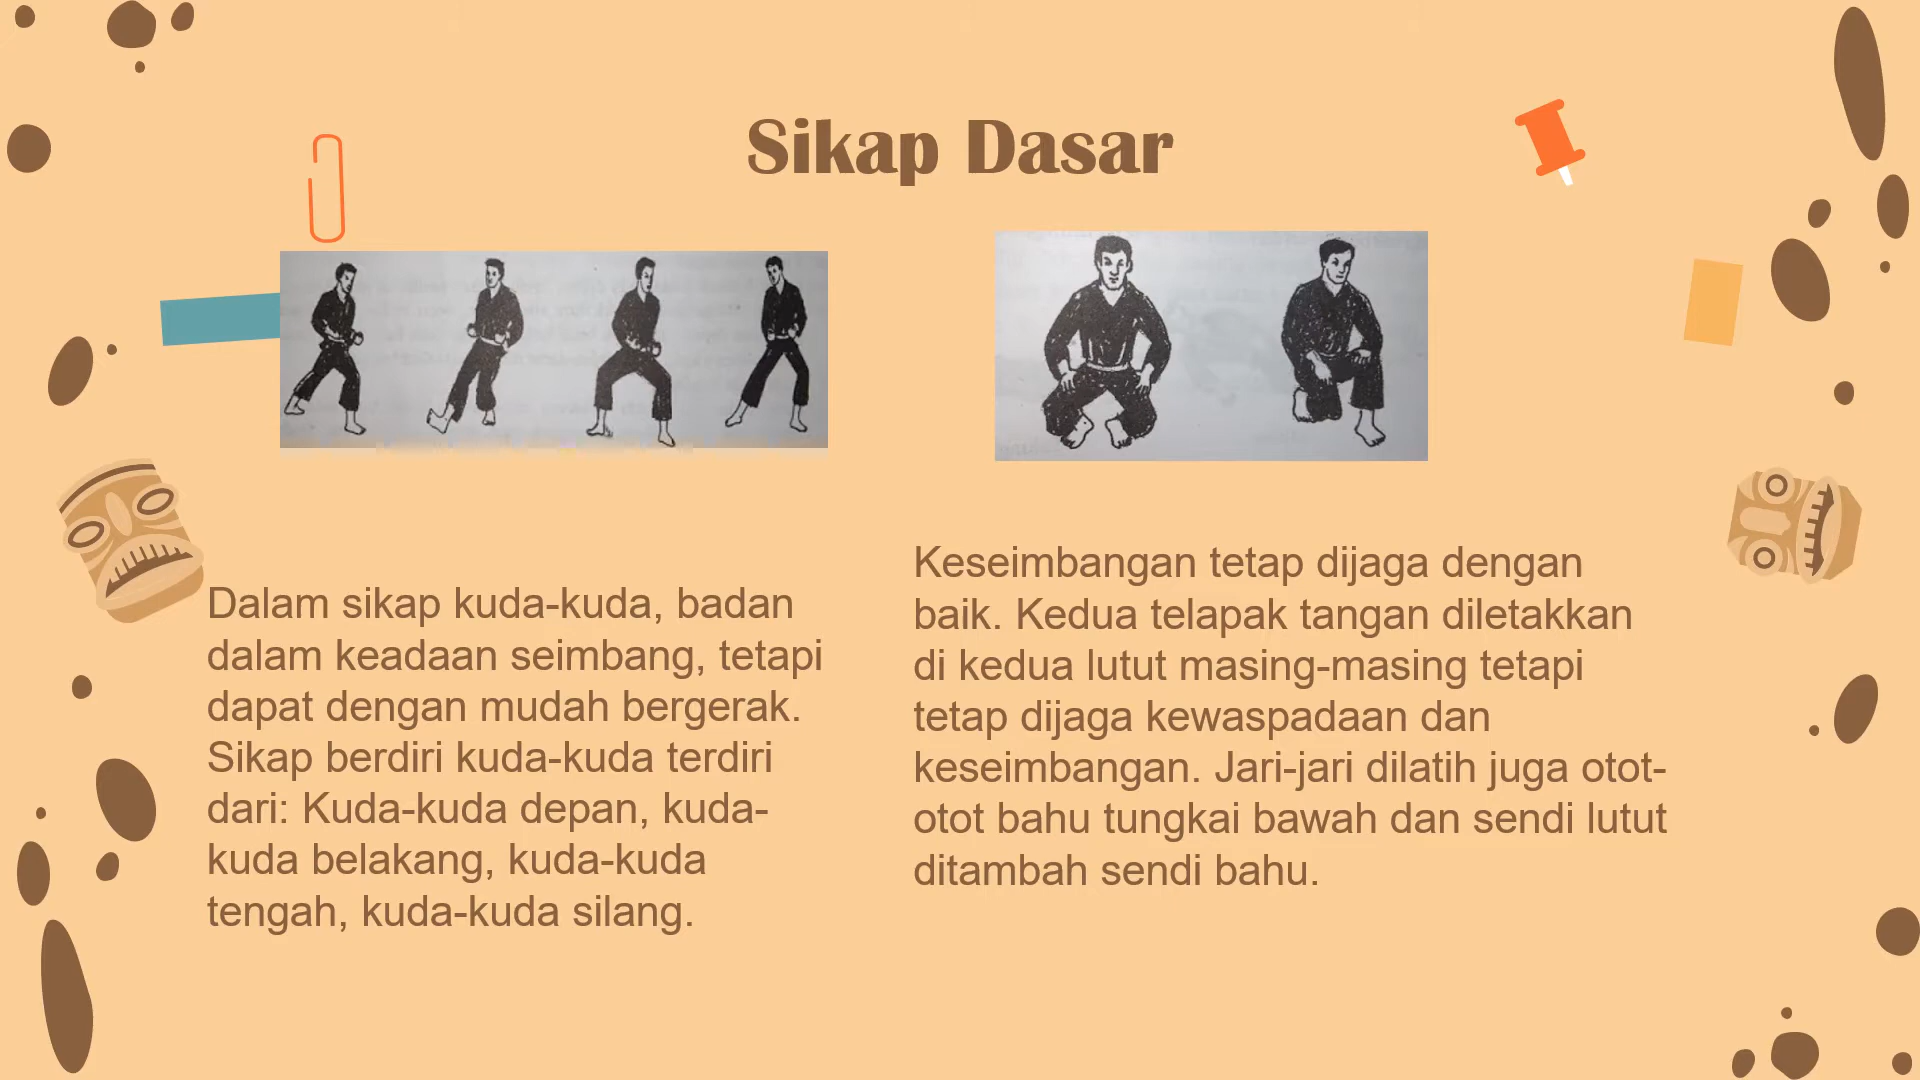 Sikap Dasar
Dalam sikap kuda-kuda, badan
dalam keadaan seimbang, tetapi
dapat dengan mudah bergerak.
Sikap berdiri kuda-kuda terdiri
dari: Kuda-kuda depan, kuda-
kuda belakang, kuda-kuda
tengah, kuda-kuda silang.
Keseimbangan tetap dijaga dengan
baik. Kedua telapak tangan diletakkan
di kedua lutut masing-masing tetapi
tetap dijaga kewaspadaan dan
keseimbangan. Jari-jari dilatih juga otot-
otot bahu tungkai bawah dan sendi lutut
ditambah sendi bahu.